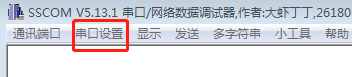 SSCOM V5.13.1 串口/网络数据调试器,作者:大虾丁丁,26180
通讯端口 串口设置 显示 发送 多字符串 小工具 帮助